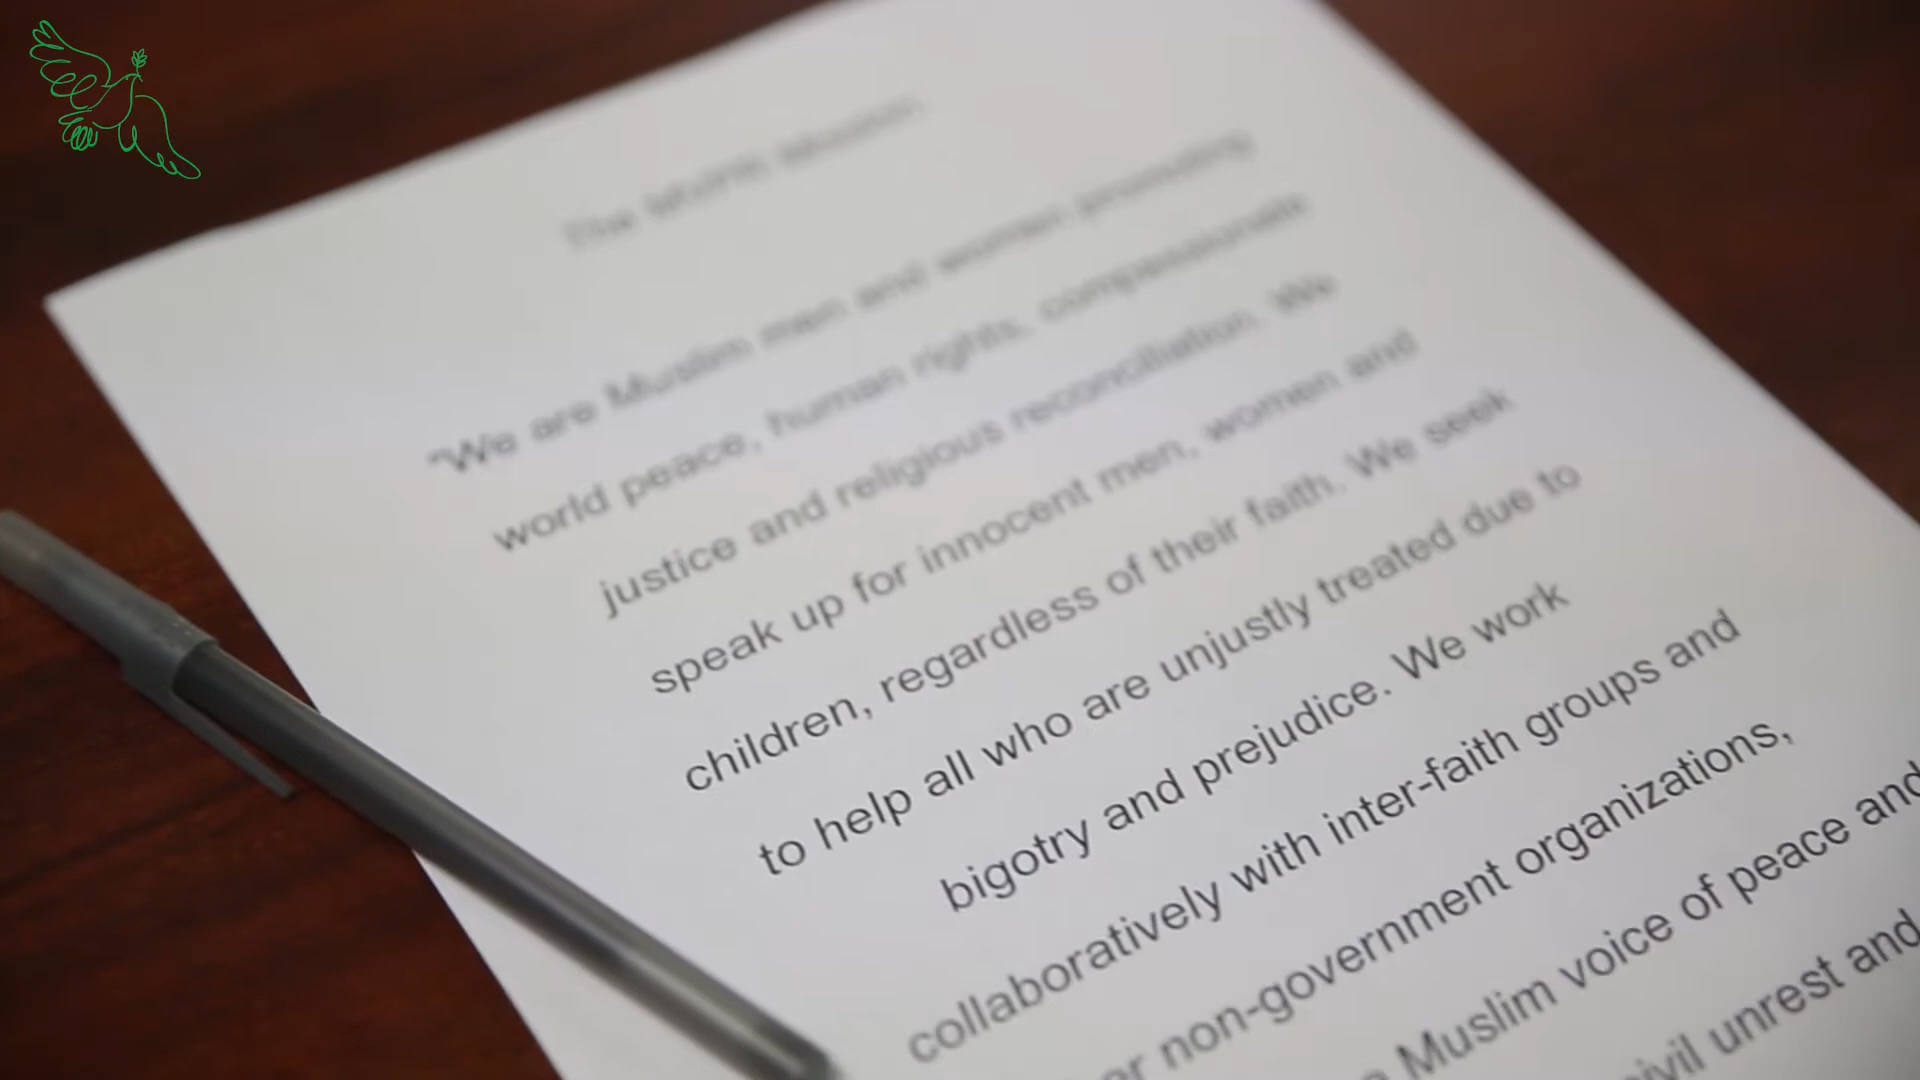 The Mission:
"We are Muslim men and women promoting
world peace, human rights, compassionate
justice and religious reconciliation. We
speak up for innocent men, women and
children, regardless of their faith. We seek
to help all who are unjustly treated due to
bigotry and prejudice. We work
collaboratively with inter-faith groups and
non-government organizations,
Muslim voice of peace and
civil unrest and